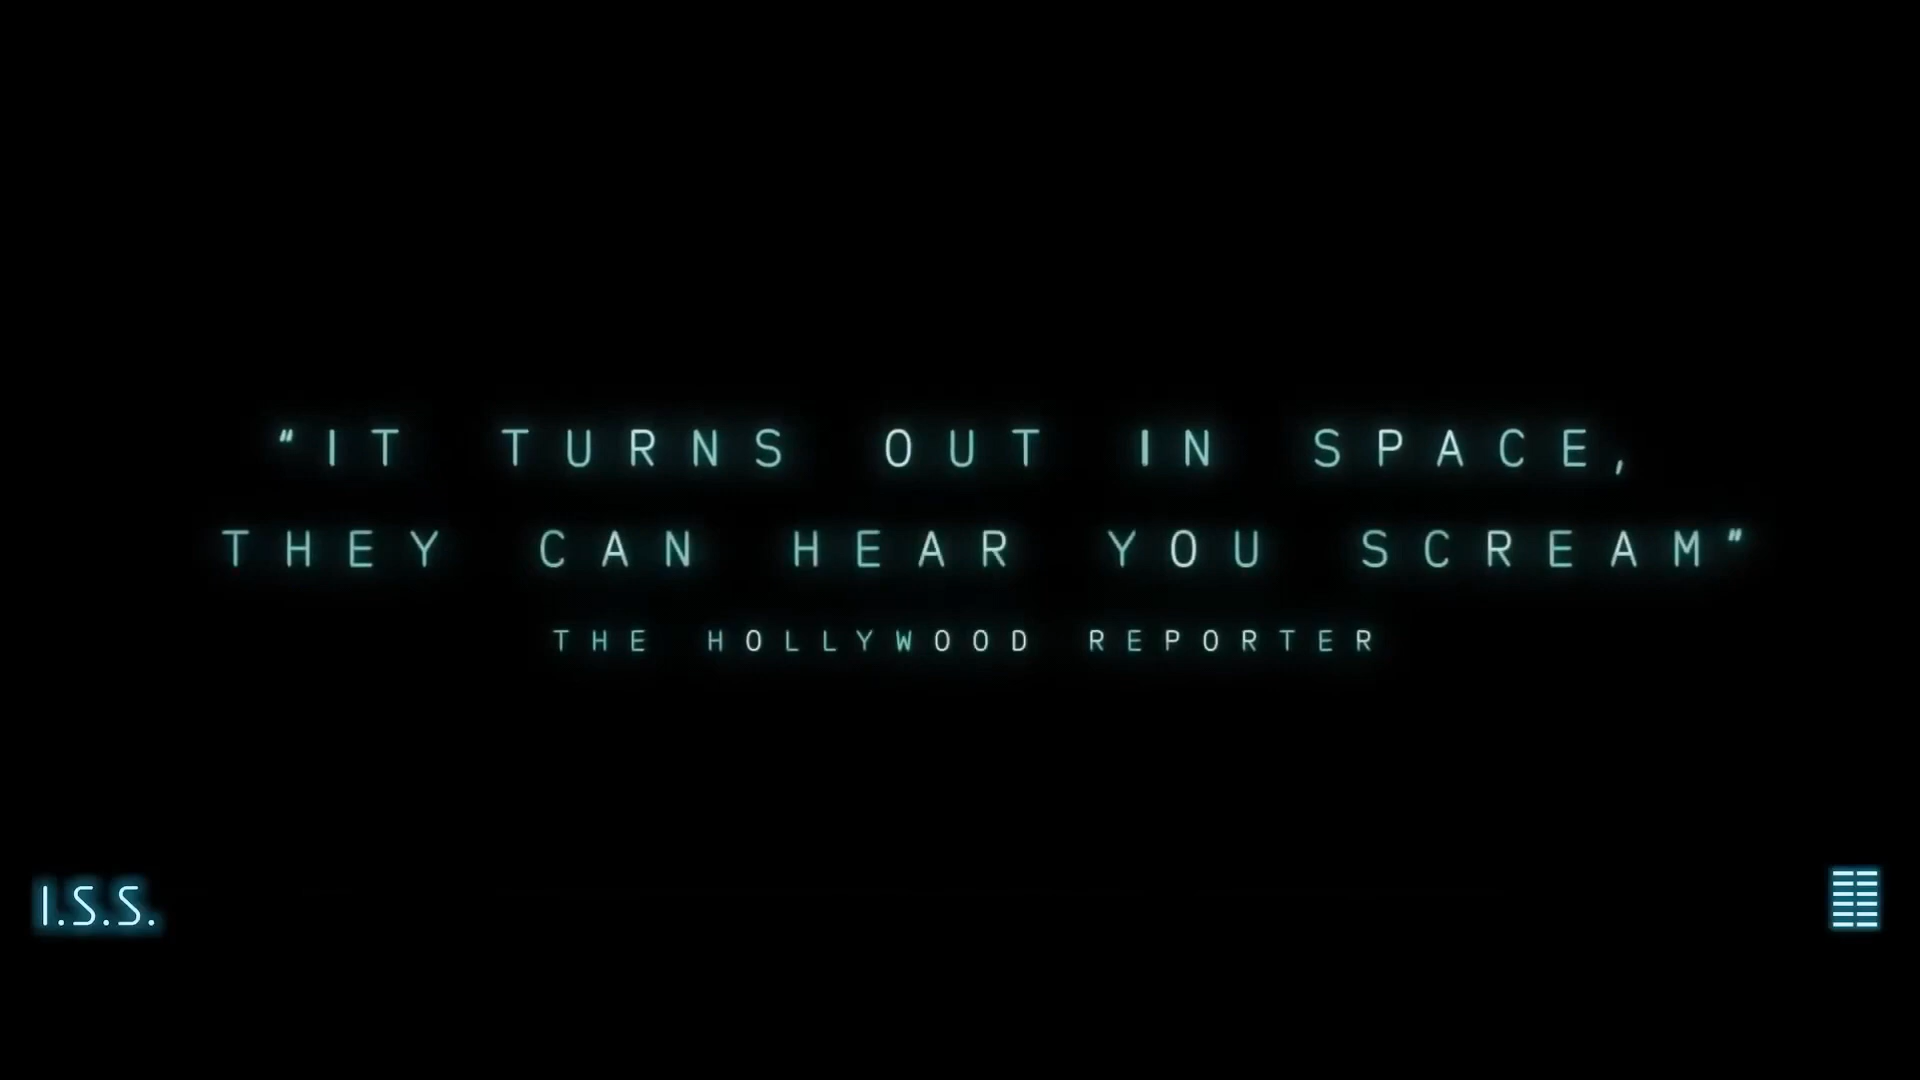 “IT TURNS OUT IN SPACE,
THEY CAN HEAR YOU SCREAM”
THE HOLLYWOOD REPORTER
I.S.S.